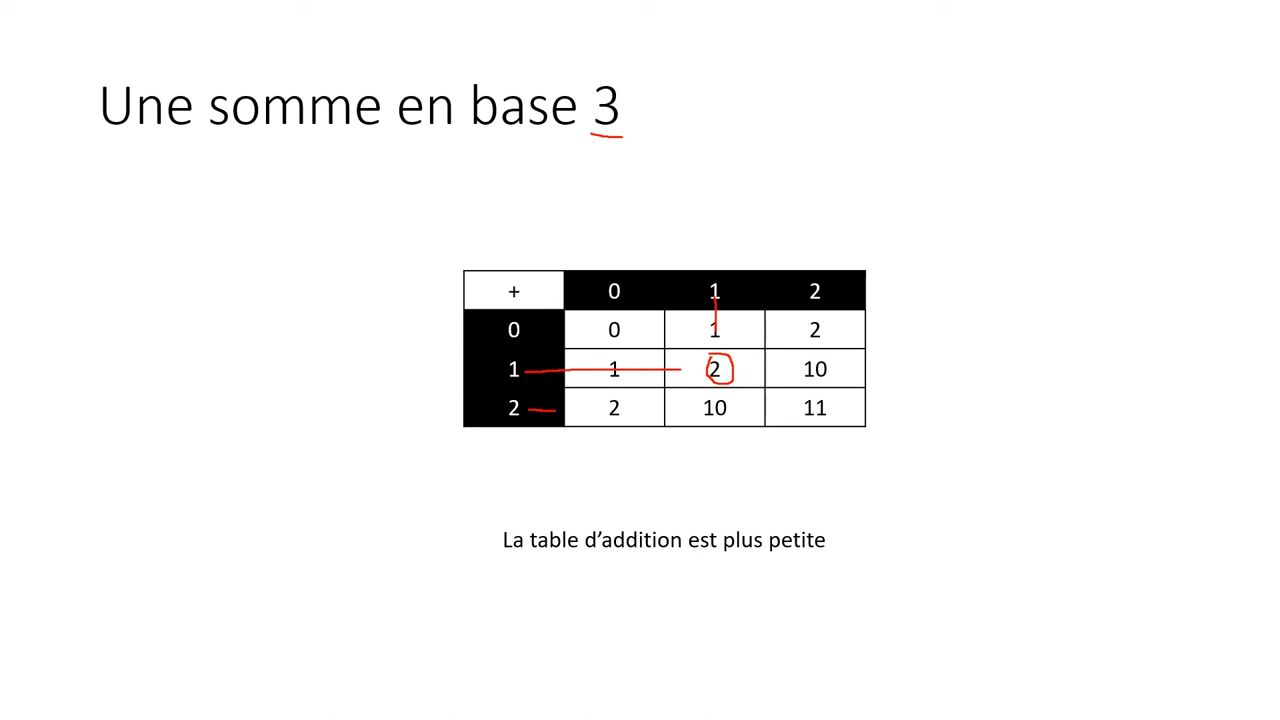 Une somme en base 3
+ 0 1 2
0 0 1 2
1 1 2 10
2 2 10 11
La table d’addition est plus petite